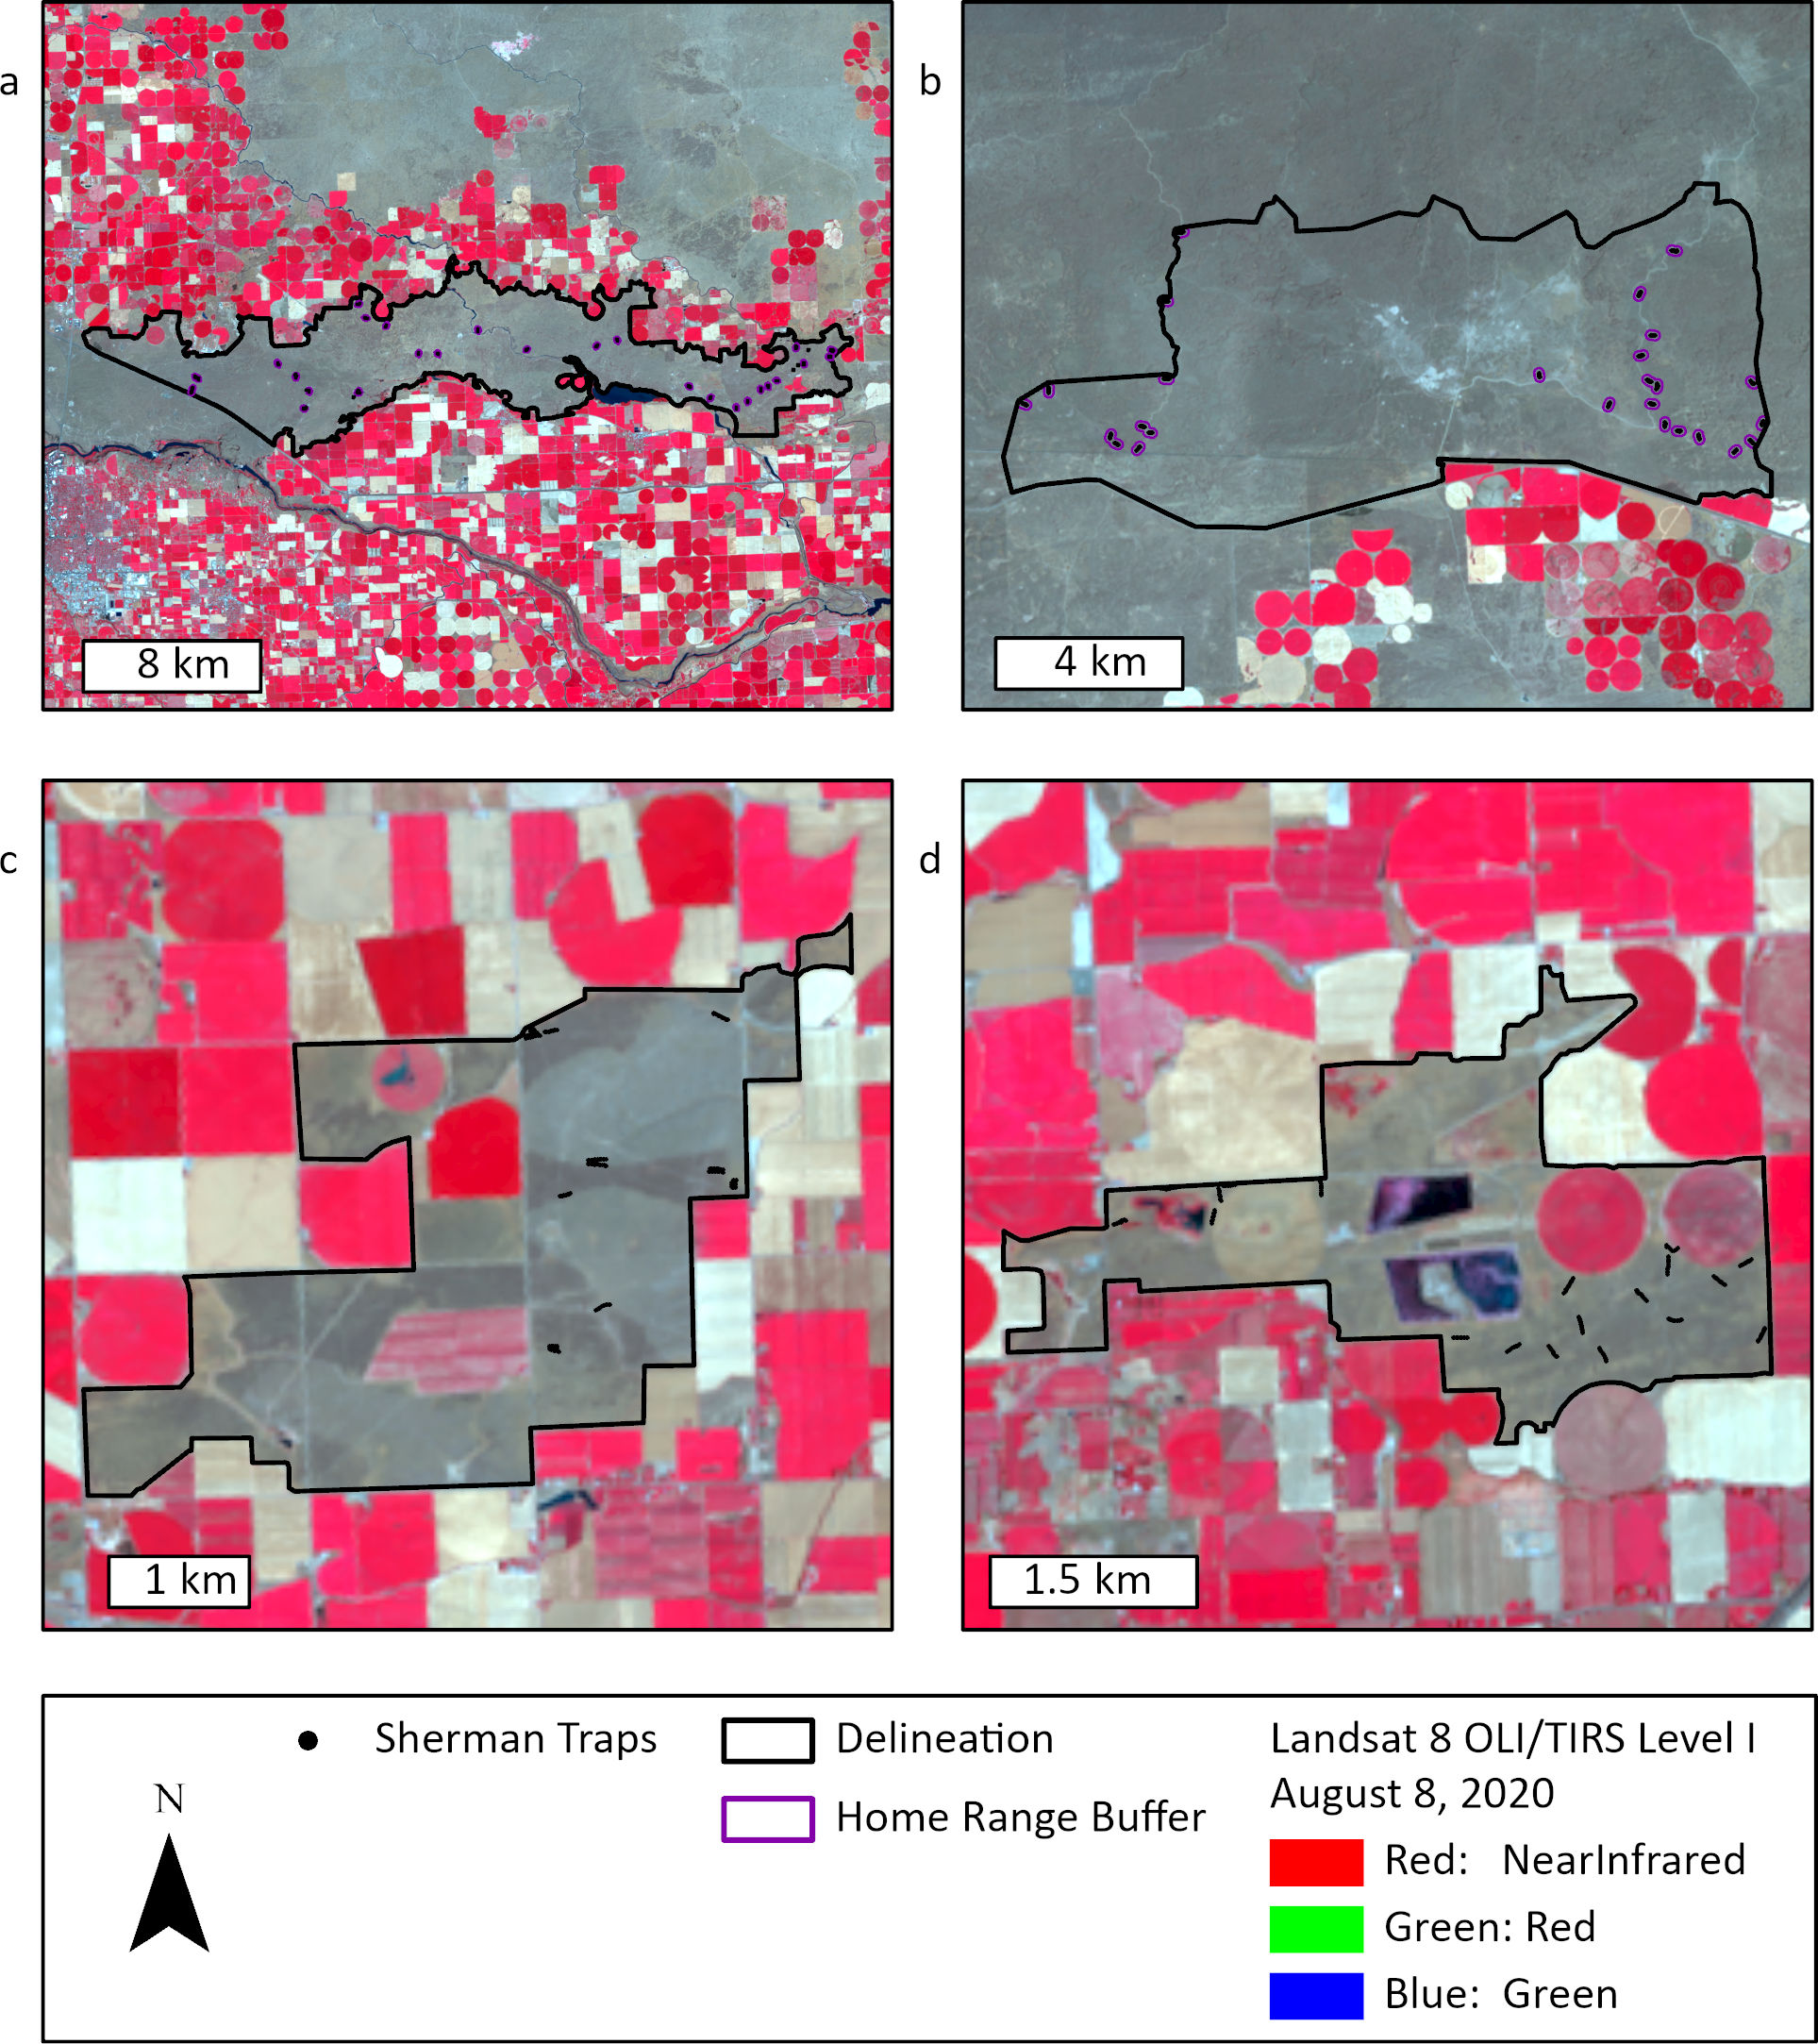 a
b
8 km
4 km
c
d
1 km
1.5 km
N
Sherman Traps
Delineation
Home Range Buffer
Landsat 8 OLI/TIRS Level I
August 8, 2020
Red: NearInfrared
Green: Red
Blue: Green